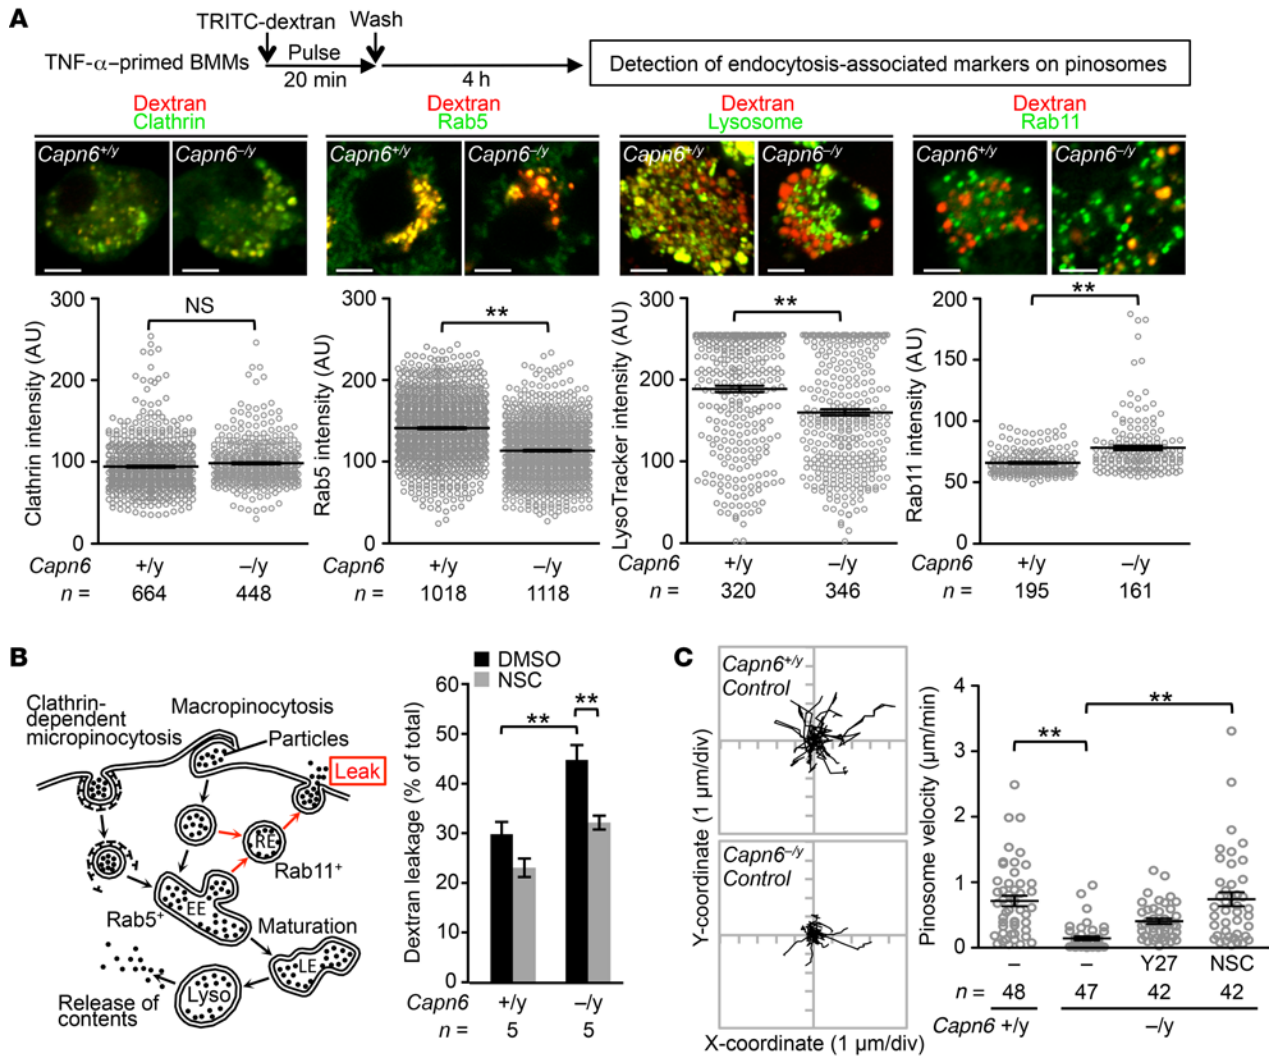 A
TRITC-dextran
Wash
TNF-α–primed BMMs
Pulse
20 min
4 h
Detection of endocytosis-associated markers on pinosomes
Dextran
Clathrin
Dextran
Rab5
Dextran
Lysosome
Dextran
Rab11
Capn6+/y
Capn6–/y
Capn6+/y
Capn6–/y
Capn6+/y
Capn6–/y
Capn6+/y
Capn6–/y
Clathrin intensity (AU)
300
200
100
0
NS
Capn6 +/y –/y
n = 664 448
Rab5 intensity (AU)
300
200
100
0
**
+/y –/y
1018 1118
LysoTracker intensity (AU)
300
200
100
0
**
Capn6 +/y –/y
n = 320 346
Rab11 intensity (AU)
200
150
100
50
0
**
Capn6 +/y –/y
n = 195 161
B
Clathrin-
dependent
micropinocytosis
Macropinocytosis
Particles
Leak
RE
Rab11+
EE
Rab5+
Maturation
LE
Lyso
Release of
contents
DMSO
NSC
Dextran leakage (% of total)
60
50
40
30
20
10
0
**
**
Capn6 +/y –/y
n = 5 5
C
Capn6+/y
Control
Capn6–/y
Control
Y-coordinate (1 μm/div)
X-coordinate (1 μm/div)
Pinosome velocity (μm/min)
4
3
2
1
0
**
**
– – Y27 NSC
n = 48 47 42 42
Capn6 +/y –/y